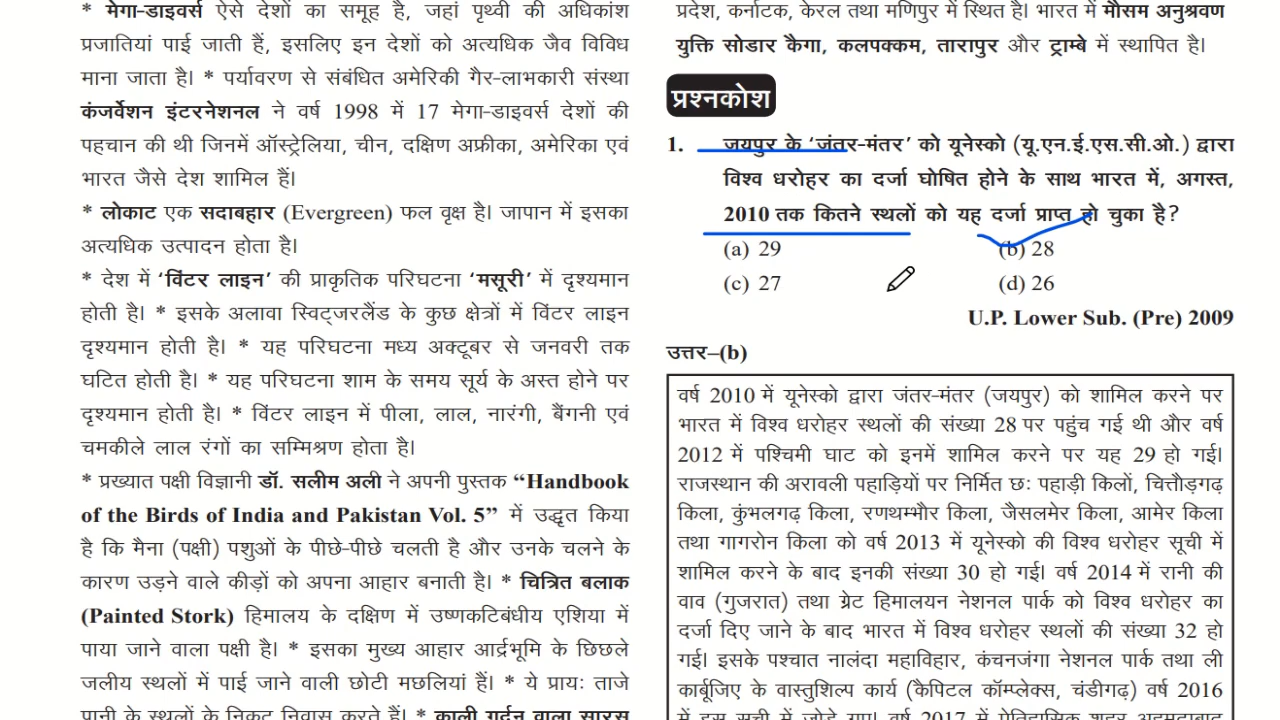 * मेगा-डाइवर्स ऐसे देशों का समूह है, जहां पृथ्वी की अधिकांश
प्रजातियां पाई जाती हैं, इसलिए इन देशों को अत्यधिक जैव विविध
माना जाता है। * पर्यावरण से संबंधित अमेरिकी गैर-लाभकारी संस्था
कंजर्वेशन इंटरनेशनल ने वर्ष 1998 में 17 मेगा-डाइवर्स देशों की
पहचान की थी जिनमें ऑस्ट्रेलिया, चीन, दक्षिण अफ्रीका, अमेरिका एवं
भारत जैसे देश शामिल हैं।
* लोकाट एक सदाबहार (Evergreen) फल वृक्ष है। जापान में इसका
अत्यधिक उत्पादन होता है।
* देश में ‘विंटर लाइन’ की प्राकृतिक परिघटना ‘मसूरी’ में दृश्यमान
होती है। * इसके अलावा स्विट्जरलैंड के कुछ क्षेत्रों में विंटर लाइन
दृश्यमान होती है। * यह परिघटना मध्य अक्टूबर से जनवरी तक
घटित होती है। * यह परिघटना शाम के समय सूर्य के अस्त होने पर
दृश्यमान होती है। * विंटर लाइन में पीला, लाल, नारंगी, बैंगनी एवं
चमकीले लाल रंगों का सम्मिश्रण होता है।
* प्रख्यात पक्षी विज्ञानी डॉ. सलीम अली ने अपनी पुस्तक “Handbook
of the Birds of India and Pakistan Vol. 5” में उद्धृत किया
है कि मैना (पक्षी) पशुओं के पीछे-पीछे चलती है और उनके चलने के
कारण उड़ने वाले कीड़ों को अपना आहार बनाती है। * चित्रित बलाक
(Painted Stork) हिमालय के दक्षिण में उष्णकटिबंधीय एशिया में
पाया जाने वाला पक्षी है। * इसका मुख्य आहार आर्द्रभूमि के छिछले
जलीय स्थलों में पाई जाने वाली छोटी मछलियां हैं। * ये प्रायः ताजे
पानी के स्थलों के निकट निवास करते हैं। * काली गर्दन वाला सारस
प्रदेश, कर्नाटक, केरल तथा मणिपुर में स्थित है। भारत में मौसम अनुश्रवण
युक्ति सोडार कैगा, कलपक्कम, तारापुर और ट्राम्बे में स्थापित है।
प्रश्नकोश
1. जयपुर के ‘जंतर-मंतर’ को यूनेस्को (यू.एन.ई.एस.सी.ओ.) द्वारा
विश्व धरोहर का दर्जा घोषित होने के साथ भारत में, अगस्त,
2010 तक कितने स्थलों को यह दर्जा प्राप्त हो चुका है?
(a) 29 (b) 28
(c) 27 (d) 26
U.P. Lower Sub. (Pre) 2009
उत्तर–(b)
वर्ष 2010 में यूनेस्को द्वारा जंतर-मंतर (जयपुर) को शामिल करने पर
भारत में विश्व धरोहर स्थलों की संख्या 28 पर पहुंच गई थी और वर्ष
2012 में पश्चिमी घाट को इनमें शामिल करने पर यह 29 हो गई।
राजस्थान की अरावली पहाड़ियों पर निर्मित छः पहाड़ी किलों, चित्तौड़गढ़
किला, कुंभलगढ़ किला, रणथम्भौर किला, जैसलमेर किला, आमेर किला
तथा गागरोन किला को वर्ष 2013 में यूनेस्को की विश्व धरोहर सूची में
शामिल करने के बाद इनकी संख्या 30 हो गई। वर्ष 2014 में रानी की
वाव (गुजरात) तथा ग्रेट हिमालयन नेशनल पार्क को विश्व धरोहर का
दर्जा दिए जाने के बाद भारत में विश्व धरोहर स्थलों की संख्या 32 हो
गई। इसके पश्चात नालंदा महाविहार, कंचनजंगा नेशनल पार्क तथा ली
कार्बूजिए के वास्तुशिल्प कार्य (कैपिटल कॉम्प्लेक्स, चंडीगढ़) वर्ष 2016
में इस सूची में जोड़े गए। वर्ष 2017 में ऐतिहासिक शहर अहमदाबाद